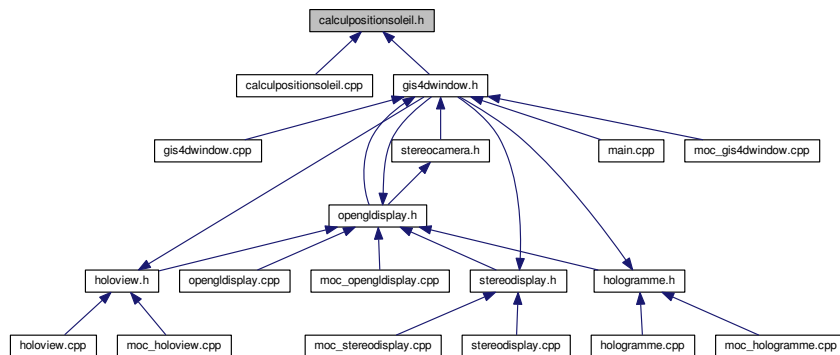 calculpositionsoleil.h
calculpositionsoleil.cpp
gis4dwindow.h
gis4dwindow.cpp
stereocamera.h
main.cpp
moc_gis4dwindow.cpp
opengldisplay.h
holoview.h
opengldisplay.cpp
moc_opengldisplay.cpp
stereodisplay.h
hologramme.h
holoview.cpp
moc_holoview.cpp
moc_stereodisplay.cpp
stereodisplay.cpp
hologramme.cpp
moc_hologramme.cpp